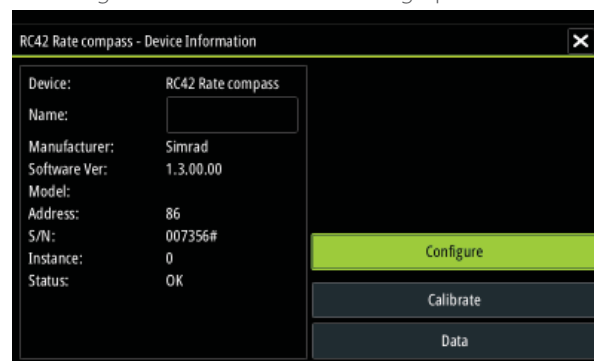 RC42 Rate compass - Device Information
Device: RC42 Rate compass
Name:
Manufacturer: Simrad
Software Ver: 1.3.00.00
Model:
Address: 86
S/N: 007356#
Instance: 0
Status: OK
Configure
Calibrate
Data